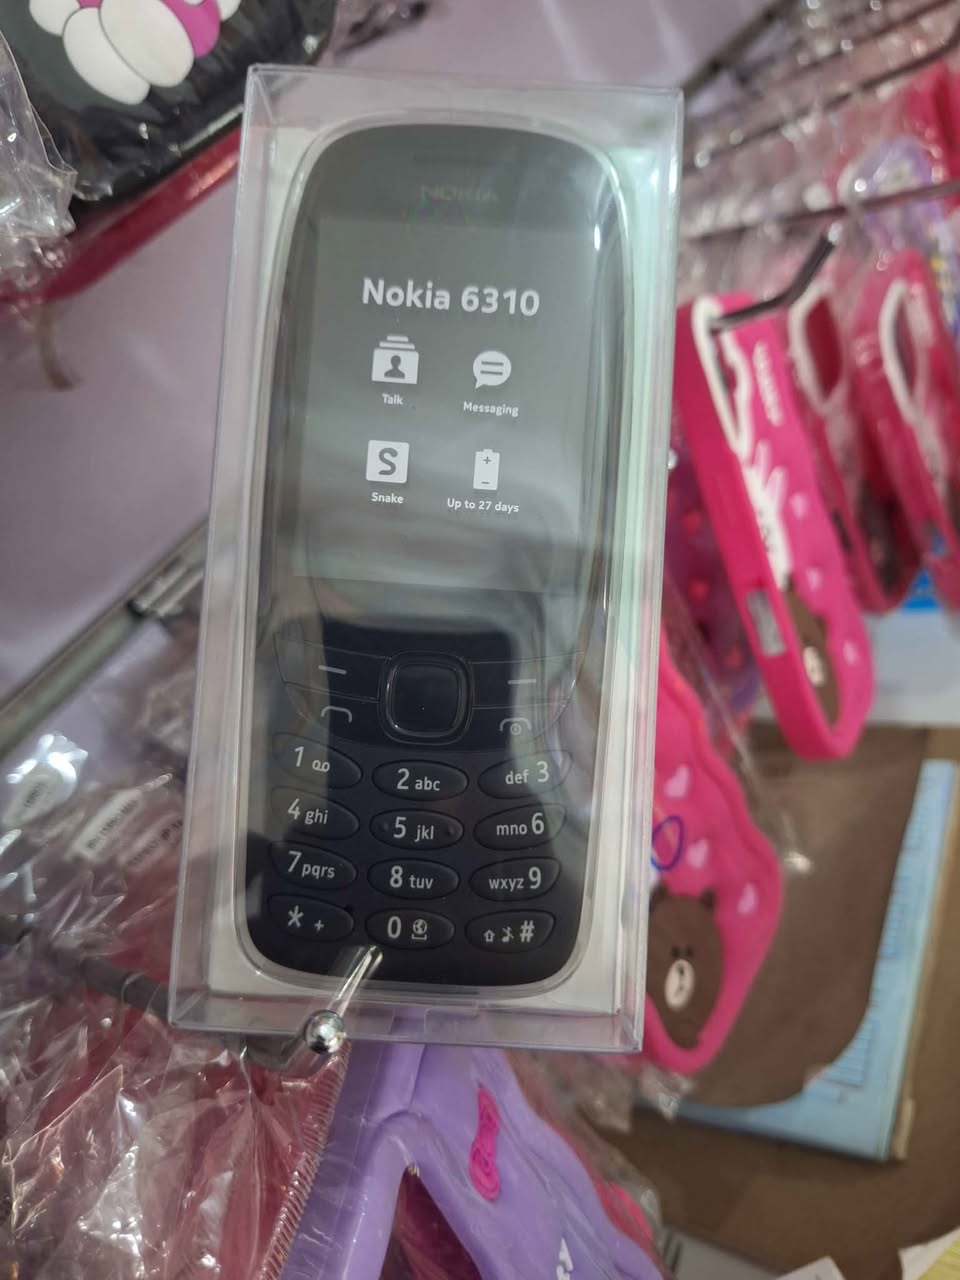 NOKIA
Nokia 6310
Talk
Messaging
Snake
Up to 27 days
1
2 abc
def 3
4 ghi
5 jkl
mno 6
7 pqrs
8 tuv
wxyz 9
* +
0
#